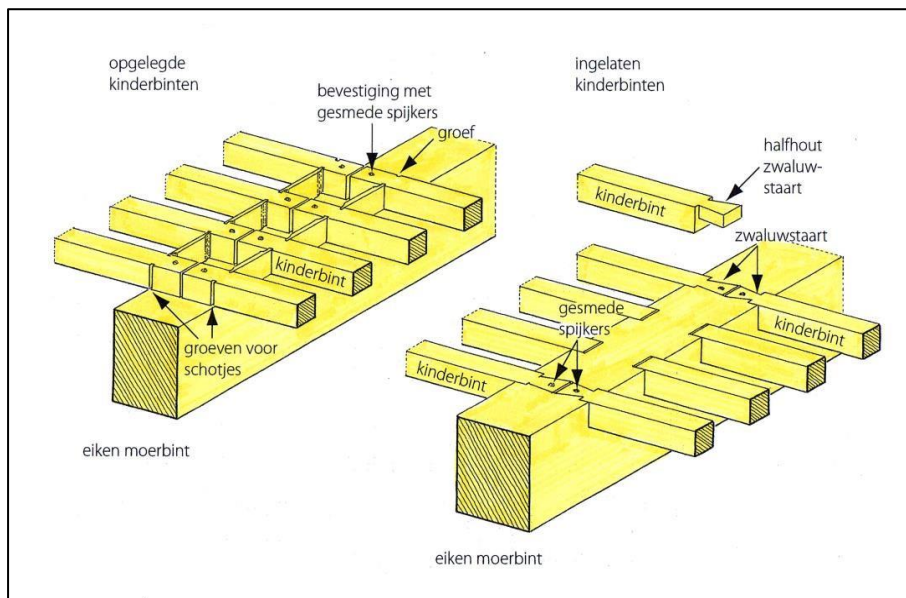 opgelegde
kinderbinten
bevestiging met
gesmede spijkers
groef
kinderbint
groeven voor
schotjes
eiken moerbint
ingelaten
kinderbinten
halfhout
zwaluw-
staart
kinderbint
zwaluwstaart
gesmede
spijkers
kinderbint
kinderbint
eiken moerbint